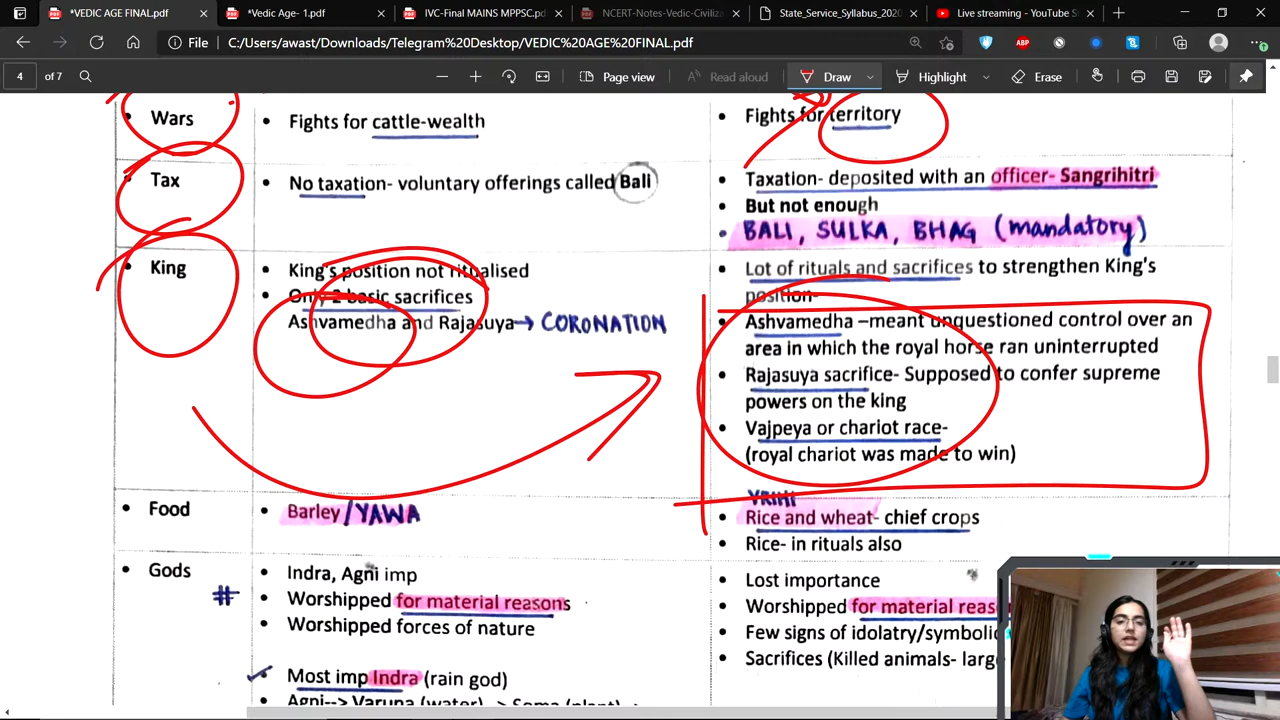 *VEDIC AGE FINAL.pdf
*Vedic Age- 1.pdf
IVC-Final MAINS MPPSC.pd
NCERT-Notes-Vedic-Civiliza
State_Service_Syllabus_2020
Live streaming - YouTube S
File
C:/Users/awast/Downloads/Telegram%20Desktop/VEDIC%20AGE%20FINAL.pdf
ABP
4 of 7
Page view
Read aloud
Draw
Highlight
Erase
• Wars
• Fights for cattle-wealth
• Fights for territory
• Tax
• No taxation- voluntary offerings called Bali
• Taxation- deposited with an officer- Sangrihitri
• But not enough
• BALI, SULKA, BHAG (mandatory)
• King
• King's position not ritualised
• Only 2 basic sacrifices
Ashvamedha and Rajasuya→ CORONATION
• Lot of rituals and sacrifices to strengthen King's
position-
• Ashvamedha –meant unquestioned control over an
area in which the royal horse ran uninterrupted
• Rajasuya sacrifice- Supposed to confer supreme
powers on the king
• Vajpeya or chariot race-
(royal chariot was made to win)
• Food
• Barley/YAWA
VRIHI
• Rice and wheat- chief crops
• Rice- in rituals also
• Gods
#
• Indra, Agni imp
• Worshipped for material reasons
• Worshipped forces of nature
• Most imp Indra (rain god)
• Agni--> Varuna (water) -> Soma (plant) ->
• Lost importance
• Worshipped for material reas
• Few signs of idolatry/symbolic
• Sacrifices (Killed animals- larg